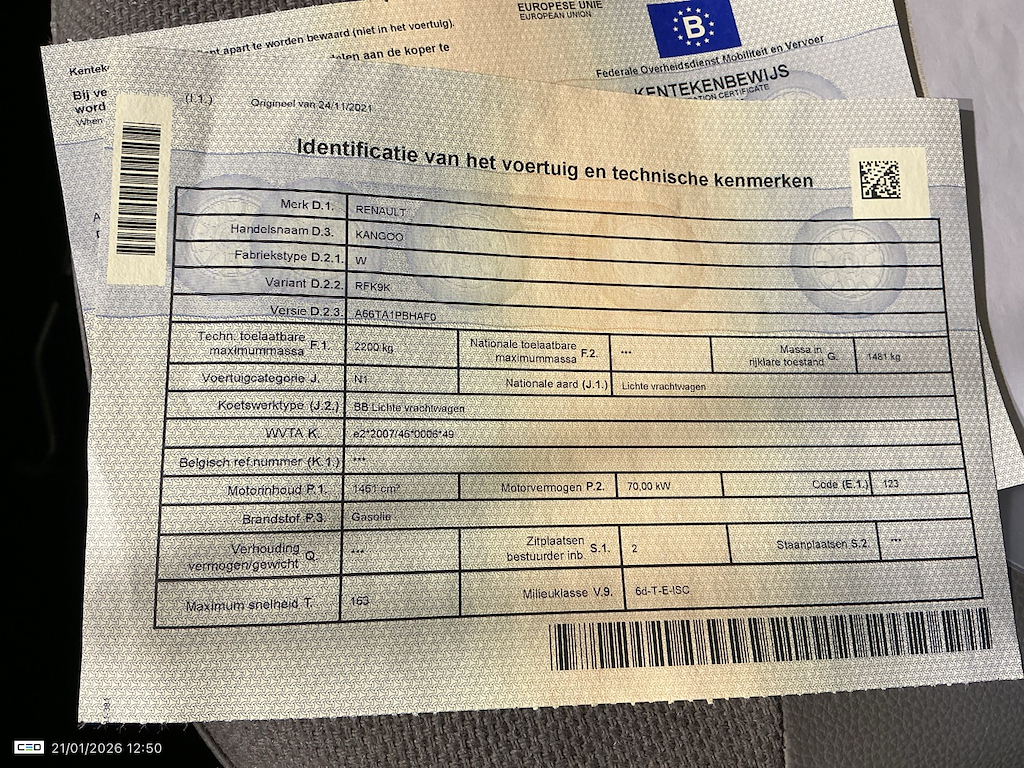 EUROPESE UNIE
EUROPEAN UNION
B
apart te worden bewaard (niet in het voertuig).
aan de koper te
Federale Overheidsdienst Mobiliteit en Vervoer
KENTEKENBEWIJS
CERTIFICATE
Kentek
Bij ve
word
When
(I.1.) Origineel van 24/11/2021
Identificatie van het voertuig en technische kenmerken
Merk D.1. RENAULT
Handelsnaam D.3. KANGOO
Fabriekstype D.2.1. W
Variant D.2.2. RFK9K
Versie D.2.3. A66TA1PBHAF0
Techn. toelaatbare maximummassa F.1. 2200 kg Nationale toelaatbare maximummassa F.2. *** Massa in rijklare toestand G. 1481 kg
Voertuigcategorie J. N1 Nationale aard (J.1.) Lichte vrachtwagen
Koetswerktype (J.2.) BB Lichte vrachtwagen
WVTA K. e2*2007/46*0006*49
Belgisch ref.nummer (K.1.) ***
Motorinhoud P.1. 1461 cm³ Motorvermogen P.2. 70,00 kW Code (E.1.) 123
Brandstof P.3. Gasolie
Verhouding vermogen/gewicht Q. *** Zitplaatsen bestuurder inb. S.1. 2 Staanplaatsen S.2. ***
Maximum snelheid T. 163 Milieuklasse V.9. 6d-T-E-ISC
CEO 21/01/2026 12:50